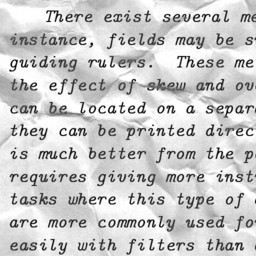 There exist several me
instance, fields may be s
guiding rulers. These me
the effect of skew and ov
can be located on a separ
they can be printed direc
is much better from the p
requires giving more inst
tasks where this type of
are more commonly used fo
easily with filters than